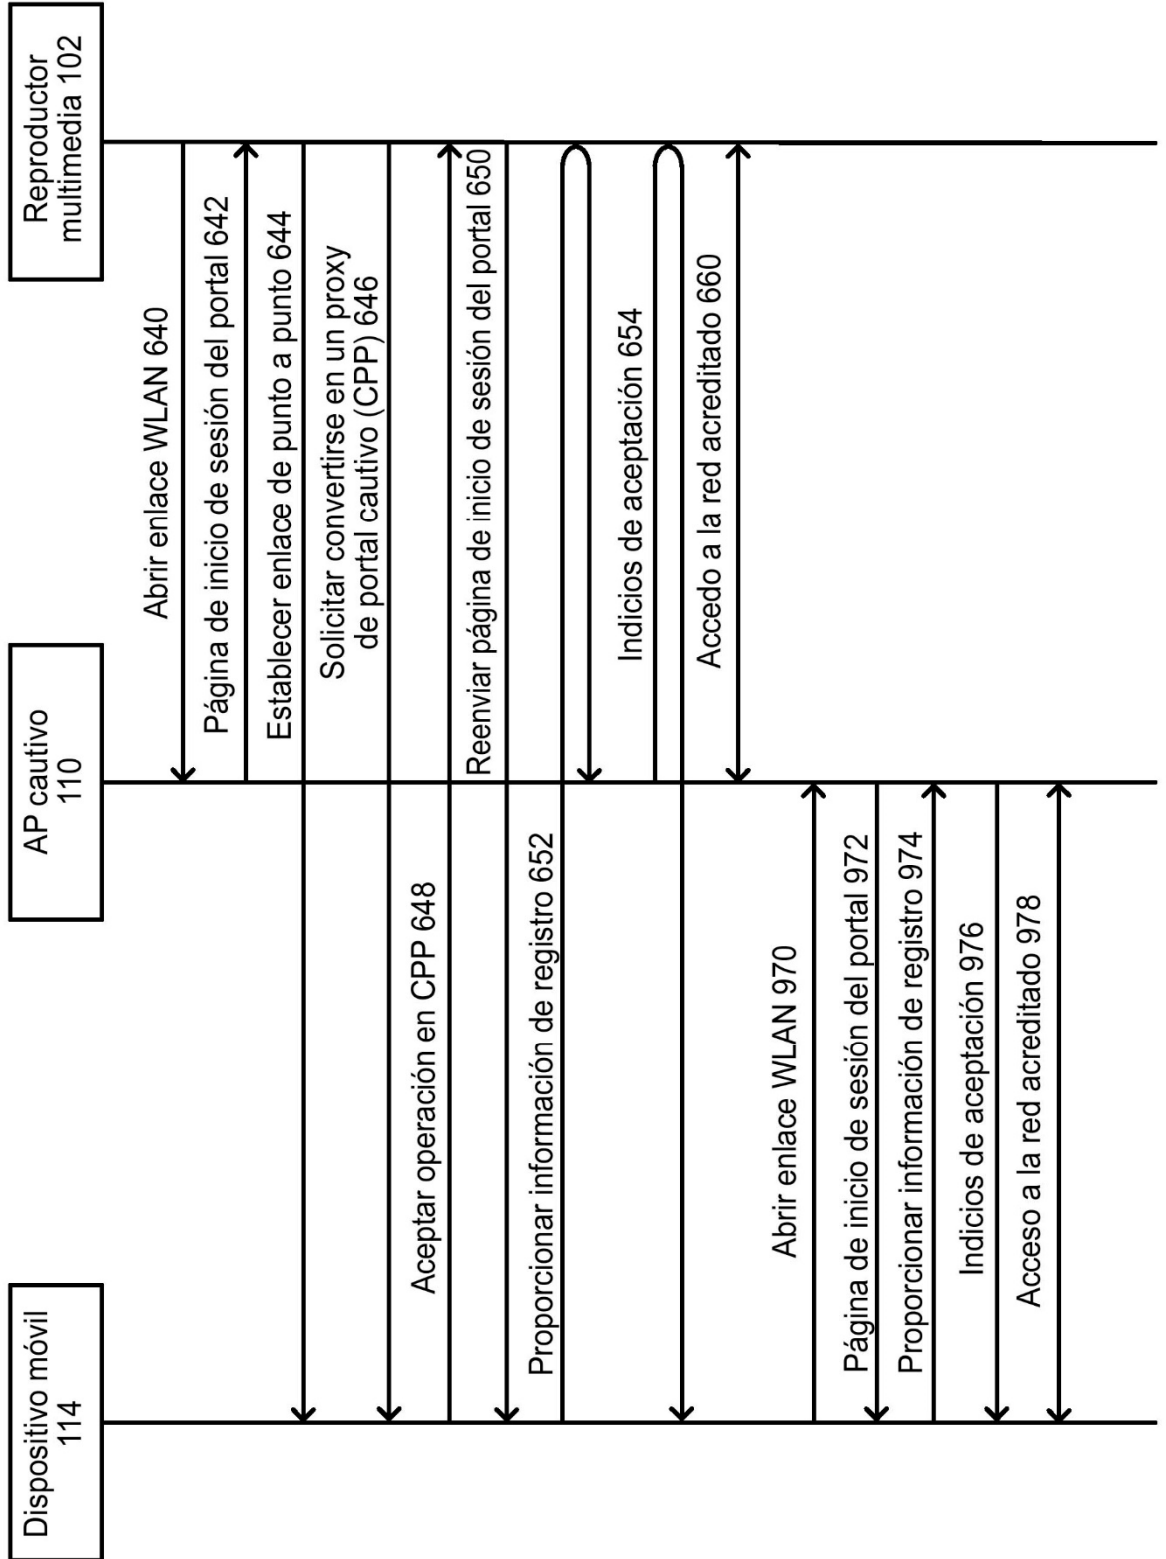 Dispositivo móvil
114
AP cautivo
110
Reproductor
multimedia 102
Abrir enlace WLAN 640
Página de inicio de sesión del portal 642
Establecer enlace de punto a punto 644
Solicitar convertirse en un proxy
de portal cautivo (CPP) 646
Aceptar operación en CPP 648
Reenviar página de inicio de sesión del portal 650
Proporcionar información de registro 652
Indicios de aceptación 654
Accedo a la red acreditado 660
Abrir enlace WLAN 970
Página de inicio de sesión del portal 972
Proporcionar información de registro 974
Indicios de aceptación 976
Acceso a la red acreditado 978